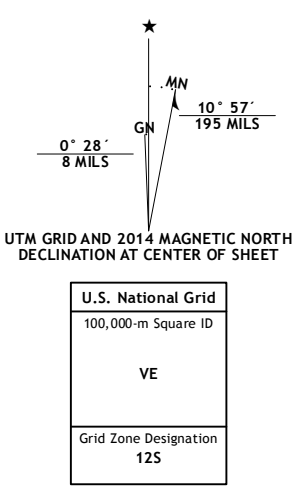 ★
MN
10° 57´
195 MILS
GN
0° 28´
8 MILS
UTM GRID AND 2014 MAGNETIC NORTH
DECLINATION AT CENTER OF SHEET
U.S. National Grid
100,000-m Square ID
VE
Grid Zone Designation
12S